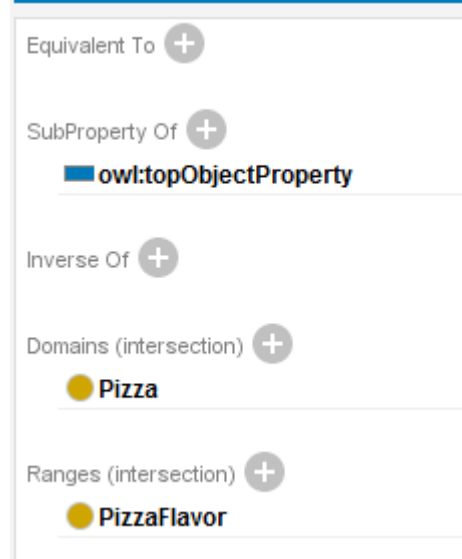 Equivalent To
SubProperty Of
owl:topObjectProperty
Inverse Of
Domains (intersection)
Pizza
Ranges (intersection)
PizzaFlavor